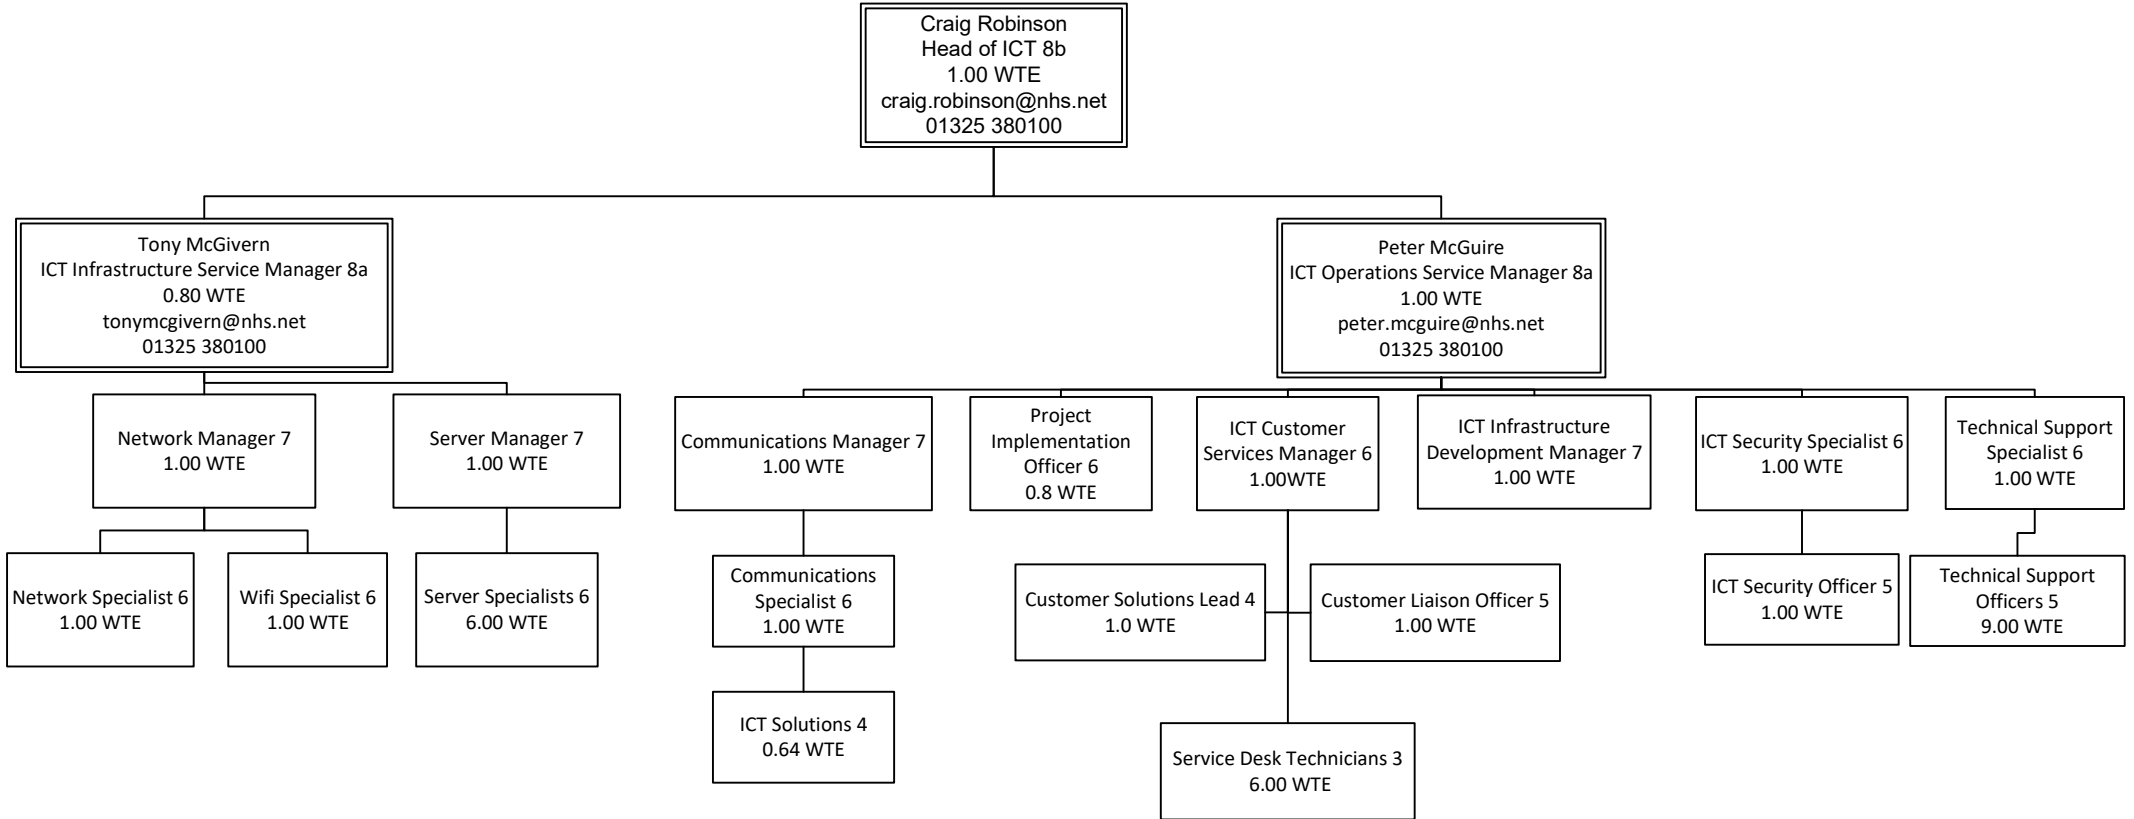 Craig Robinson
Head of ICT 8b
1.00 WTE
craig.robinson@nhs.net
01325 380100
Tony McGivern
ICT Infrastructure Service Manager 8a
0.80 WTE
tonymcgivern@nhs.net
01325 380100
Peter McGuire
ICT Operations Service Manager 8a
1.00 WTE
peter.mcguire@nhs.net
01325 380100
Network Manager 7
1.00 WTE
Server Manager 7
1.00 WTE
Communications Manager 7
1.00 WTE
Project
Implementation
Officer 6
0.8 WTE
ICT Customer
Services Manager 6
1.00WTE
ICT Infrastructure
Development Manager 7
1.00 WTE
ICT Security Specialist 6
1.00 WTE
Technical Support
Specialist 6
1.00 WTE
Network Specialist 6
1.00 WTE
Wifi Specialist 6
1.00 WTE
Server Specialists 6
6.00 WTE
Communications
Specialist 6
1.00 WTE
Customer Solutions Lead 4
1.0 WTE
Customer Liaison Officer 5
1.00 WTE
ICT Security Officer 5
1.00 WTE
Technical Support
Officers 5
9.00 WTE
ICT Solutions 4
0.64 WTE
Service Desk Technicians 3
6.00 WTE